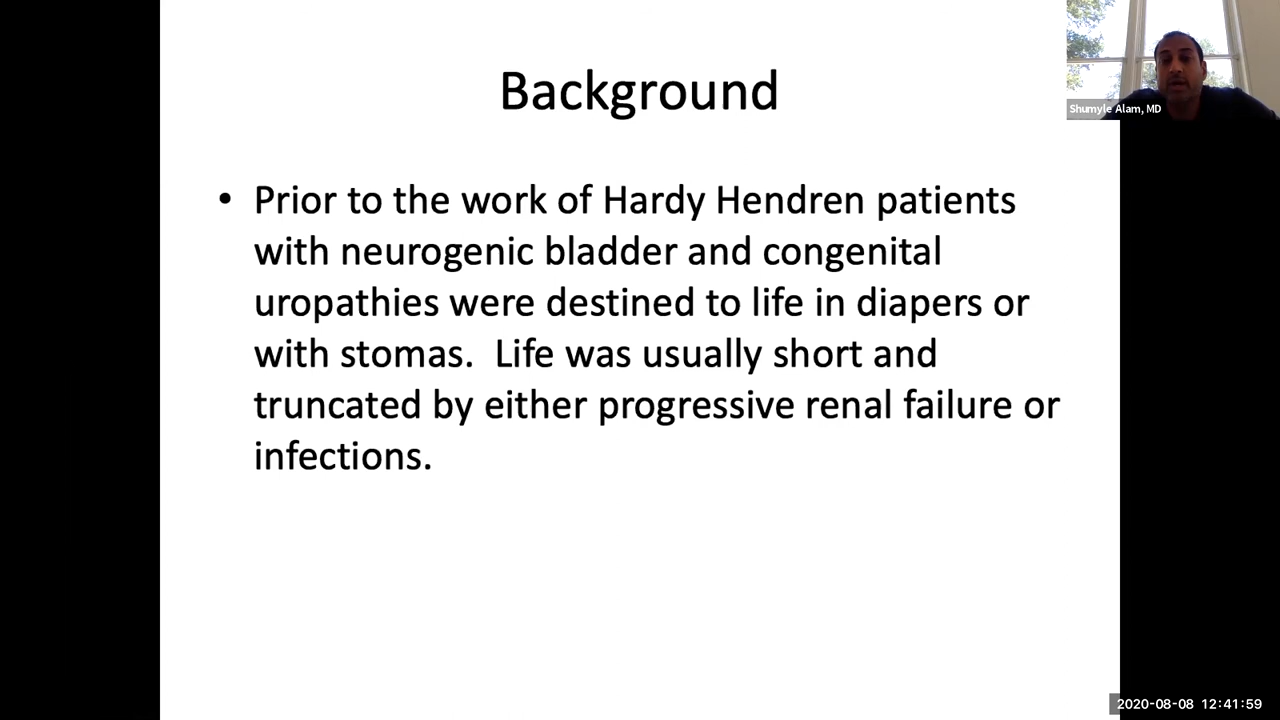 Background
Shumyle Alam, MD
• Prior to the work of Hardy Hendren patients
with neurogenic bladder and congenital
uropathies were destined to life in diapers or
with stomas.  Life was usually short and
truncated by either progressive renal failure or
infections.
2020-08-08 12:41:59